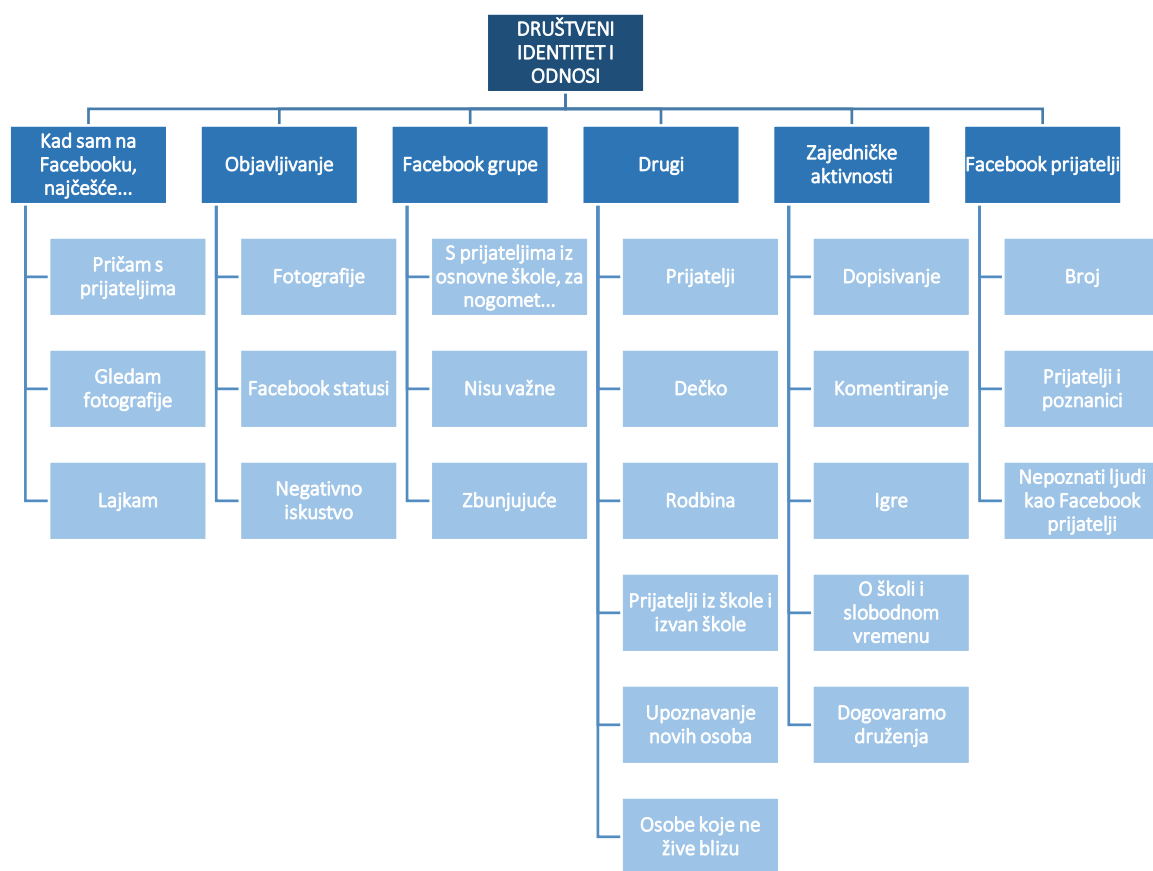 DRUŠTVENI
IDENTITET I
ODNOSI
Kad sam na
Facebooku,
najčešće...
Pričam s
prijateljima
Gledam
fotografije
Lajkam
Objavljivanje
Fotografije
Facebook statusi
Negativno
iskustvo
Facebook grupe
S prijateljima iz
osnovne škole, za
nogomet...
Nisu važne
Zbunjujuće
Drugi
Prijatelji
Dečko
Rodbina
Prijatelji iz škole i
izvan škole
Upoznavanje
novih osoba
Osobe koje ne
žive blizu
Zajedničke
aktivnosti
Dopisivanje
Komentiranje
Igre
O školi i
slobodnom
vremenu
Dogovaramo
druženja
Facebook prijatelji
Broj
Prijatelji i
poznanici
Nepoznati ljudi
kao Facebook
prijatelji